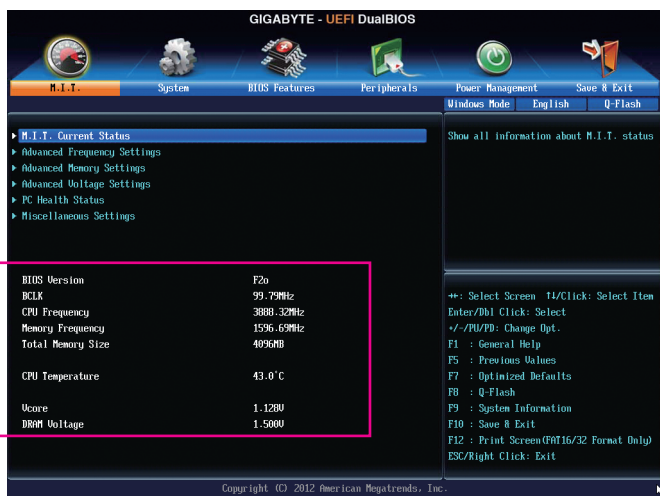 GIGABYTE - UEFI DualBIOS
M.I.T.
System
BIOS Features
Peripherals
Power Management
Save & Exit
Windows Mode
English
Q-Flash
M.I.T. Current Status
Advanced Frequency Settings
Advanced Memory Settings
Advanced Voltage Settings
PC Health Status
Miscellaneous Settings
Show all information about M.I.T. status
BIOS Version F2o
BCLK 99.79MHz
CPU Frequency 3888.32MHz
Memory Frequency 1596.69MHz
Total Memory Size 4096MB
CPU Temperature 43.0°C
Vcore 1.128V
DRAM Voltage 1.500V
→←: Select Screen ↑↓/Click: Select Item
Enter/Dbl Click: Select
+/-/PU/PD: Change Opt.
F1 : General Help
F5 : Previous Values
F7 : Optimized Defaults
F8 : Q-Flash
F9 : System Information
F10 : Save & Exit
F12 : Print Screen(FAT16/32 Format Only)
ESC/Right Click: Exit
Copyright (C) 2012 American Megatrends, Inc.